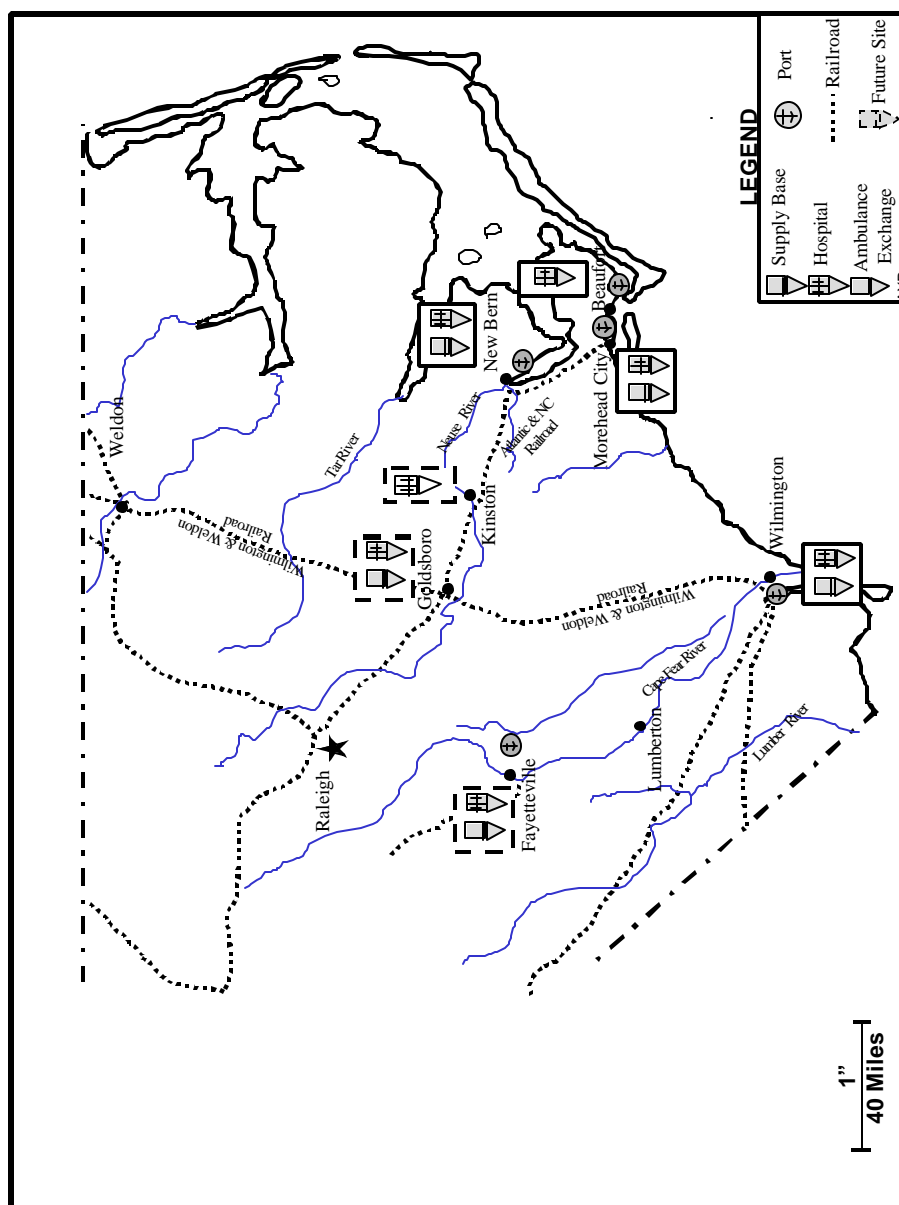 LEGEND
Supply Base
Port
Hospital
Railroad
Ambulance
Exchange
Future Site
Weldon
Wilmington & Weldon
Railroad
Tar River
New Bern
Neuse River
Atlantic & NC
Railroad
Beaufort
Morehead City
Kinston
Goldsboro
Wilmington & Weldon
Railroad
Wilmington
Raleigh
Cape Fear River
Lumber River
Lumberton
Fayetteville
1”
40 Miles